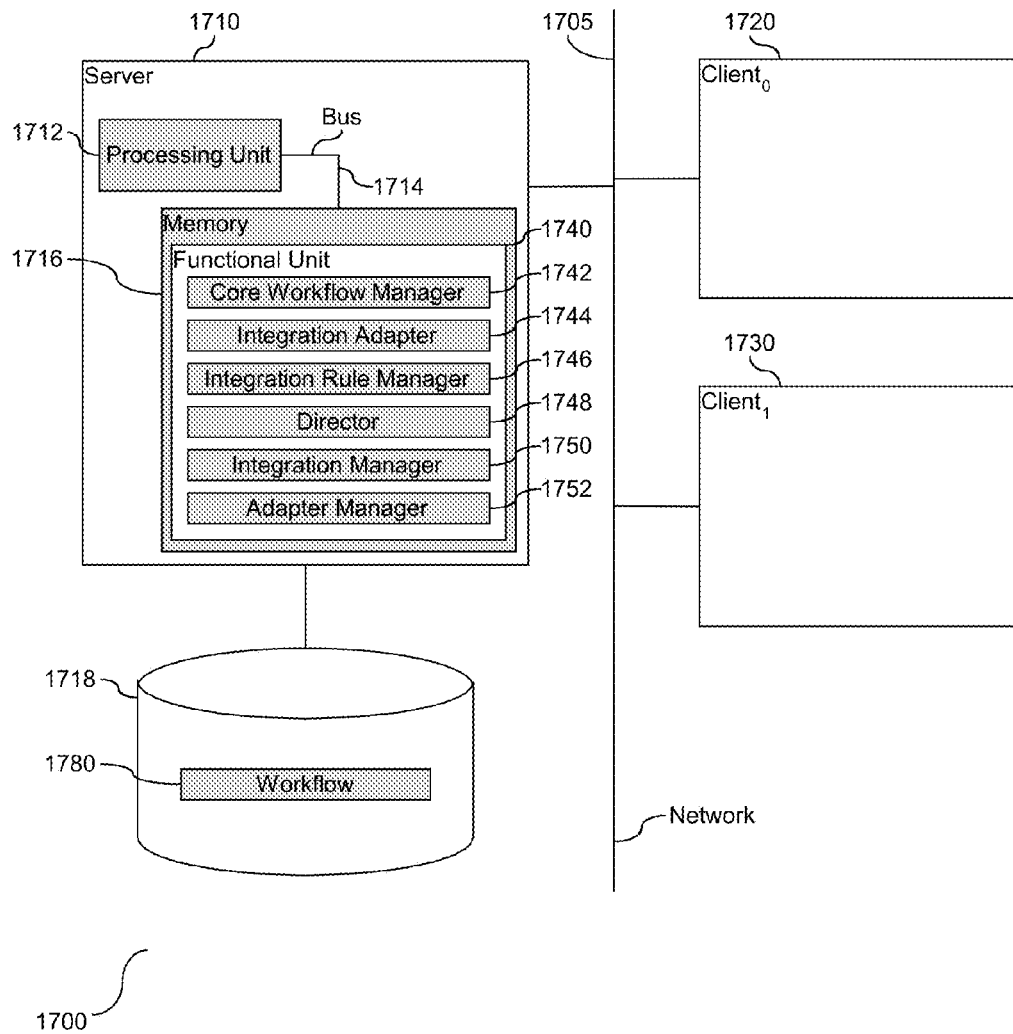 1710
1705
1720
Server
Client0
1712
Processing Unit
Bus
1714
Memory
1740
1716
Functional Unit
1742
Core Workflow Manager
1744
Integration Adapter
1746
Integration Rule Manager
1748
Director
1750
Integration Manager
1752
Adapter Manager
1730
Client1
1718
1780
Workflow
Network
1700